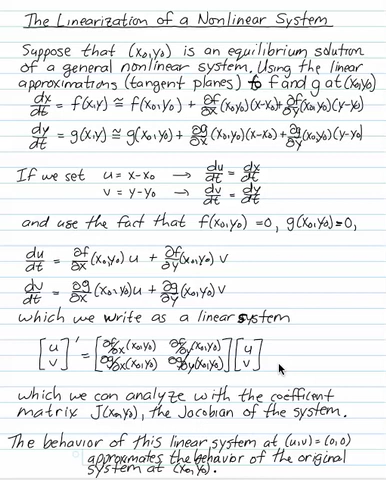 The Linearization of a Nonlinear System
Suppose that (x₀,y₀) is an equilibrium solution
of a general nonlinear system. Using the linear
approximations (tangent planes) to f and g at (x₀,y₀)
dx/dt = f(x,y) ≅ f(x₀,y₀) + ∂f/∂x (x₀,y₀)(x-x₀) + ∂f/∂y (x₀,y₀)(y-y₀)
dy/dt = g(x,y) ≅ g(x₀,y₀) + ∂g/∂x (x₀,y₀)(x-x₀) + ∂g/∂y (x₀,y₀)(y-y₀)
If we set u = x-x₀ → du/dt = dx/dt
v = y-y₀ → dv/dt = dy/dt
and use the fact that f(x₀,y₀)=0, g(x₀,y₀)=0,
du/dt = ∂f/∂x (x₀,y₀) u + ∂f/∂y (x₀,y₀) v
dv/dt = ∂g/∂x (x₀,y₀) u + ∂g/∂y (x₀,y₀) v
which we write as a linear system
[u v]' = [∂f/∂x (x₀,y₀) ∂f/∂y (x₀,y₀) ∂g/∂x (x₀,y₀) ∂g/∂y (x₀,y₀)] [u v]
which we can analyze with the coefficent
matrix J(x₀,y₀), the Jocobian of the system.
The behavior of this linear system at (u,v) = (0,0)
approximates the behavior of the original
system at (x₀,y₀).